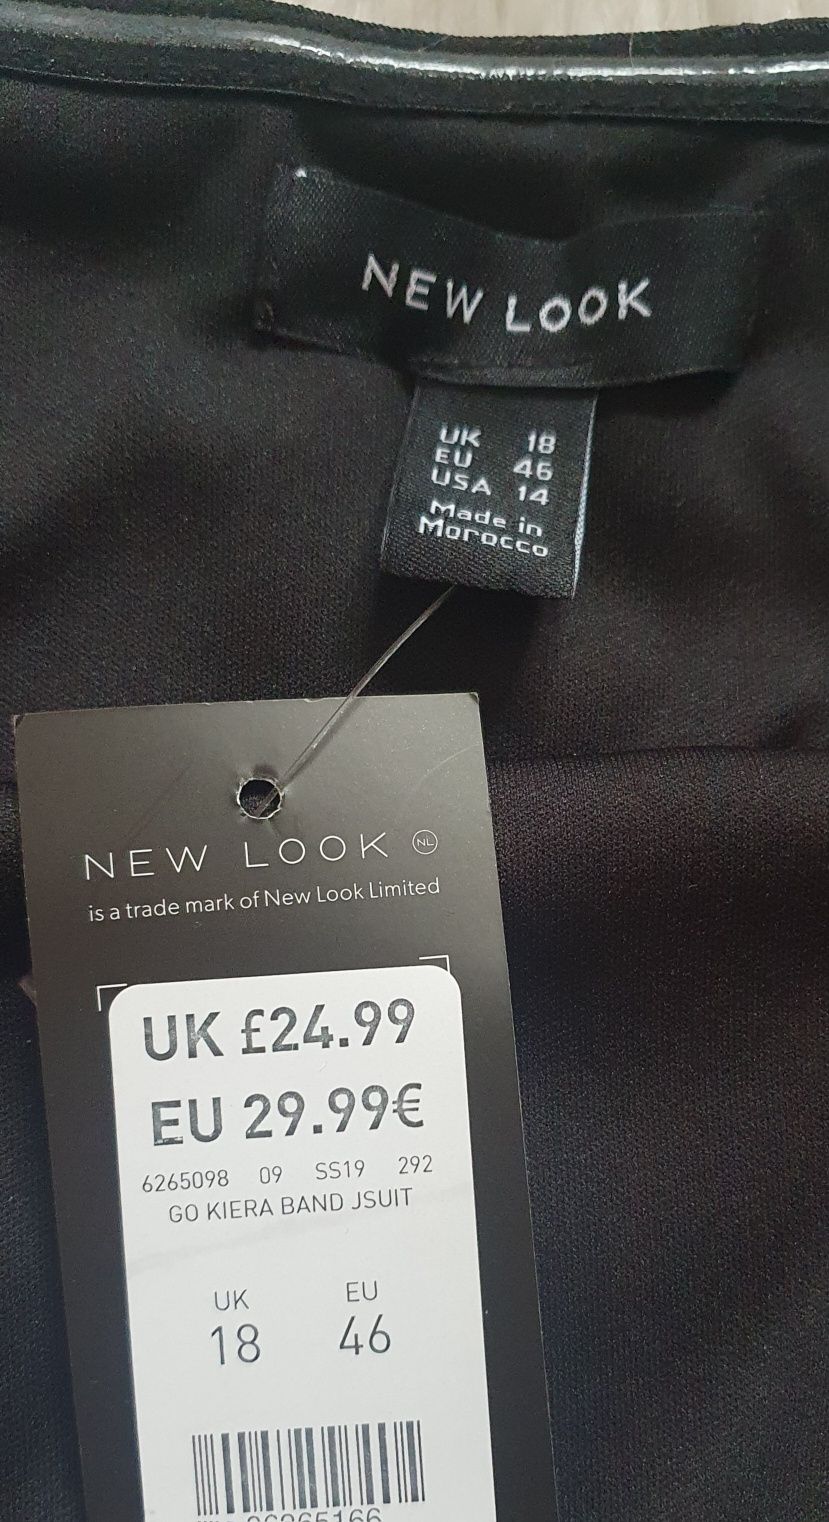 NEW LOOK
UK 18
EU 46
USA 14
Made in
Morocco
NEW LOOK NL
is a trade mark of New Look Limited
UK £24.99
EU 29.99€
6265098 09 SS19 292
GO KIERA BAND JSUIT
UK EU
18 46